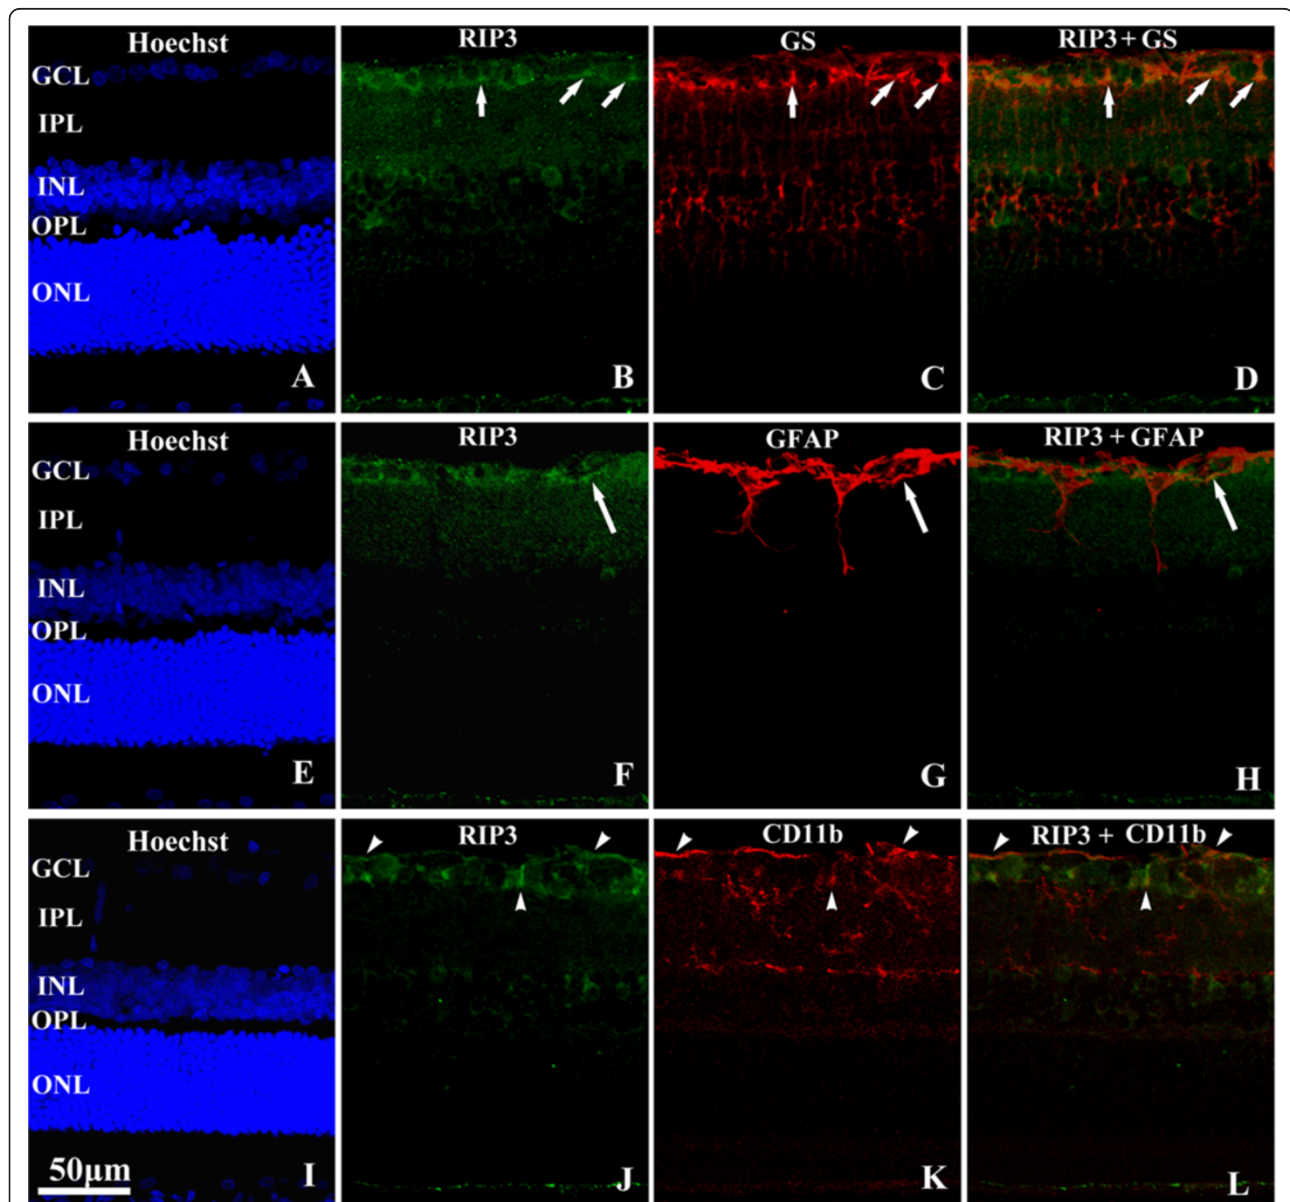 Hoechst
RIP3
GS
RIP3 + GS
GCL
IPL
INL
OPL
ONL
A
B
C
D
Hoechst
RIP3
GFAP
RIP3 + GFAP
GCL
IPL
INL
OPL
ONL
E
F
G
H
Hoechst
RIP3
CD11b
RIP3 + CD11b
GCL
IPL
INL
OPL
ONL
50µm
I
J
K
L